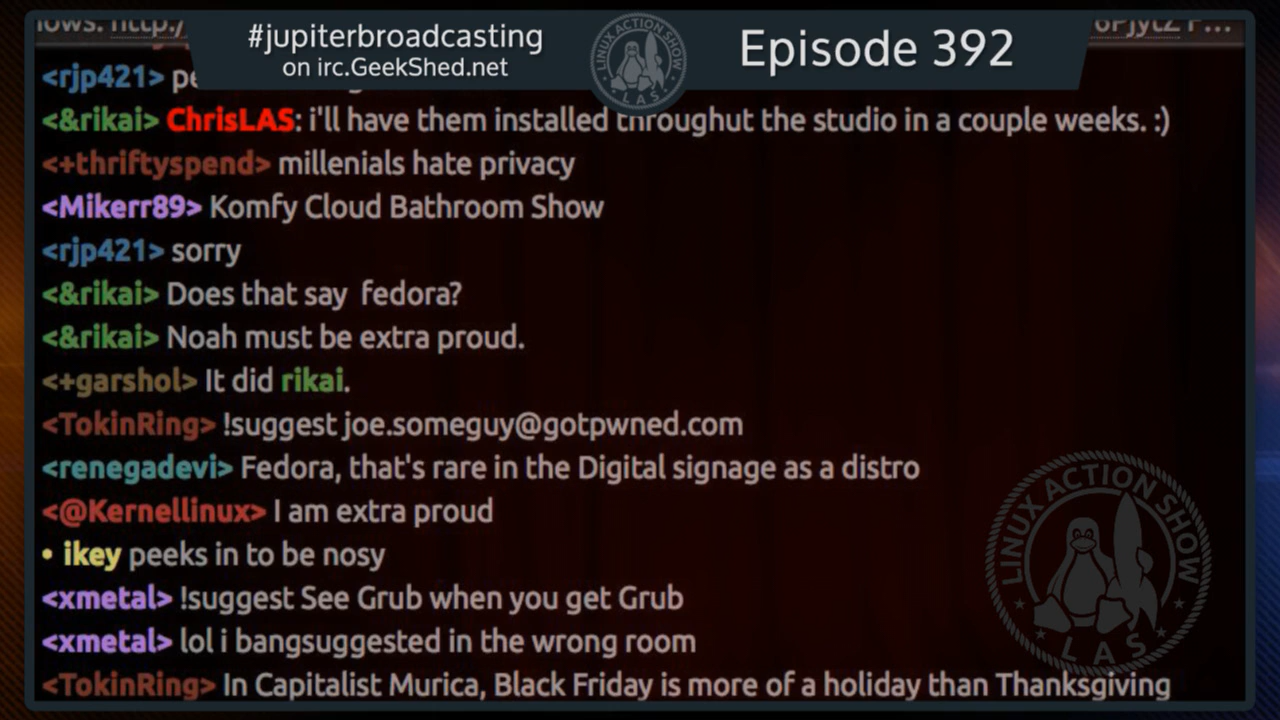 #jupiterbroadcasting
on irc.GeekShed.net
LINUX ACTION SHOW
LAS
Episode 392
<rjp421>
<&rikai> ChrisLAS: i'll have them installed throughut the studio in a couple weeks. :)
<+thriftyspend> millenials hate privacy
<Mikerr89> Komfy Cloud Bathroom Show
<rjp421> sorry
<&rikai> Does that say  fedora?
<&rikai> Noah must be extra proud.
<+garshol> It did rikai.
<TokinRing> !suggest joe.someguy@gotpwned.com
<renegadevi> Fedora, that's rare in the Digital signage as a distro
<@Kernellinux> I am extra proud
• ikey peeks in to be nosy
<xmetal> !suggest See Grub when you get Grub
<xmetal> lol i bangsuggested in the wrong room
<TokinRing> In Capitalist Murica, Black Friday is more of a holiday than Thanksgiving
LINUX ACTION SHOW
LAS